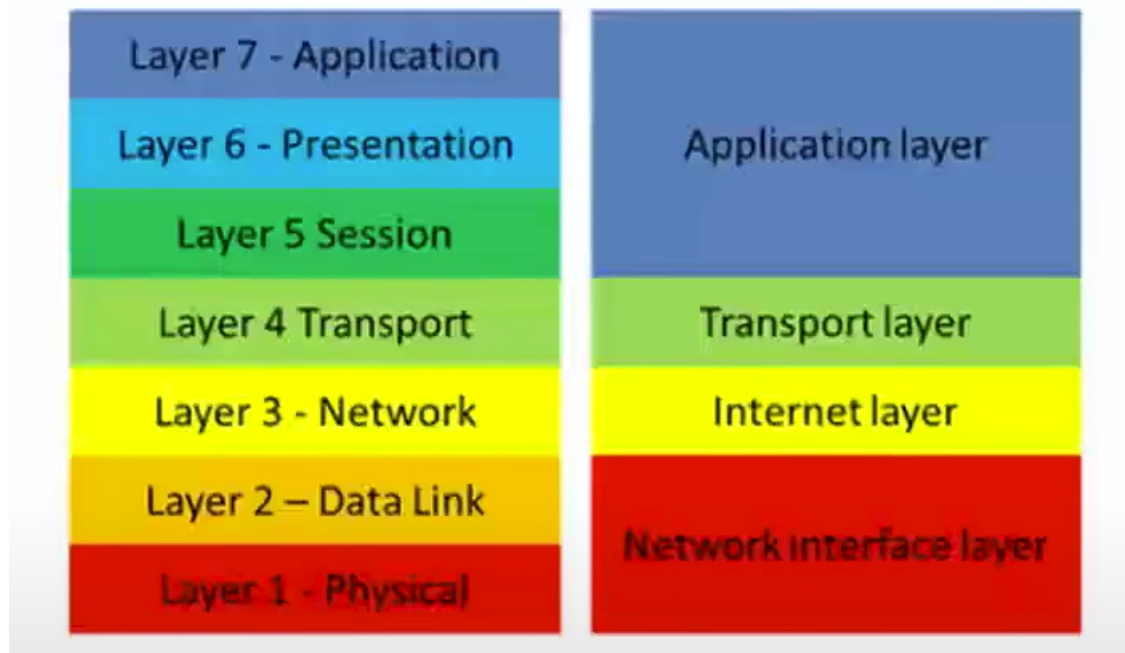 Layer 7 - Application
Layer 6 - Presentation
Layer 5 Session
Layer 4 Transport
Layer 3 - Network
Layer 2 – Data Link
Layer 1 - Physical
Application layer
Transport layer
Internet layer
Network interface layer